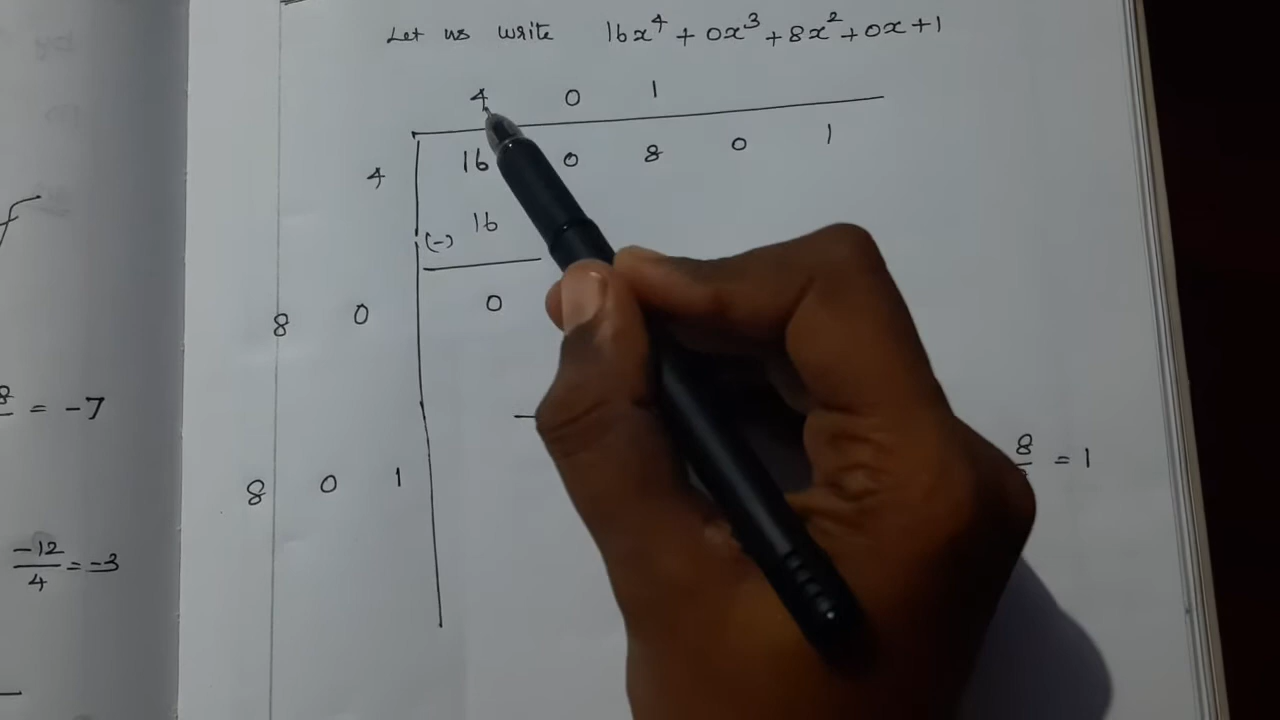 Let us write 16x⁴ + 0x³ + 8x² + 0x + 1
4 0 1
4 16 0 8 0 1
(-) 16
8 0 0
8 0 1
8 = 1
= -7
-12/4 = -3